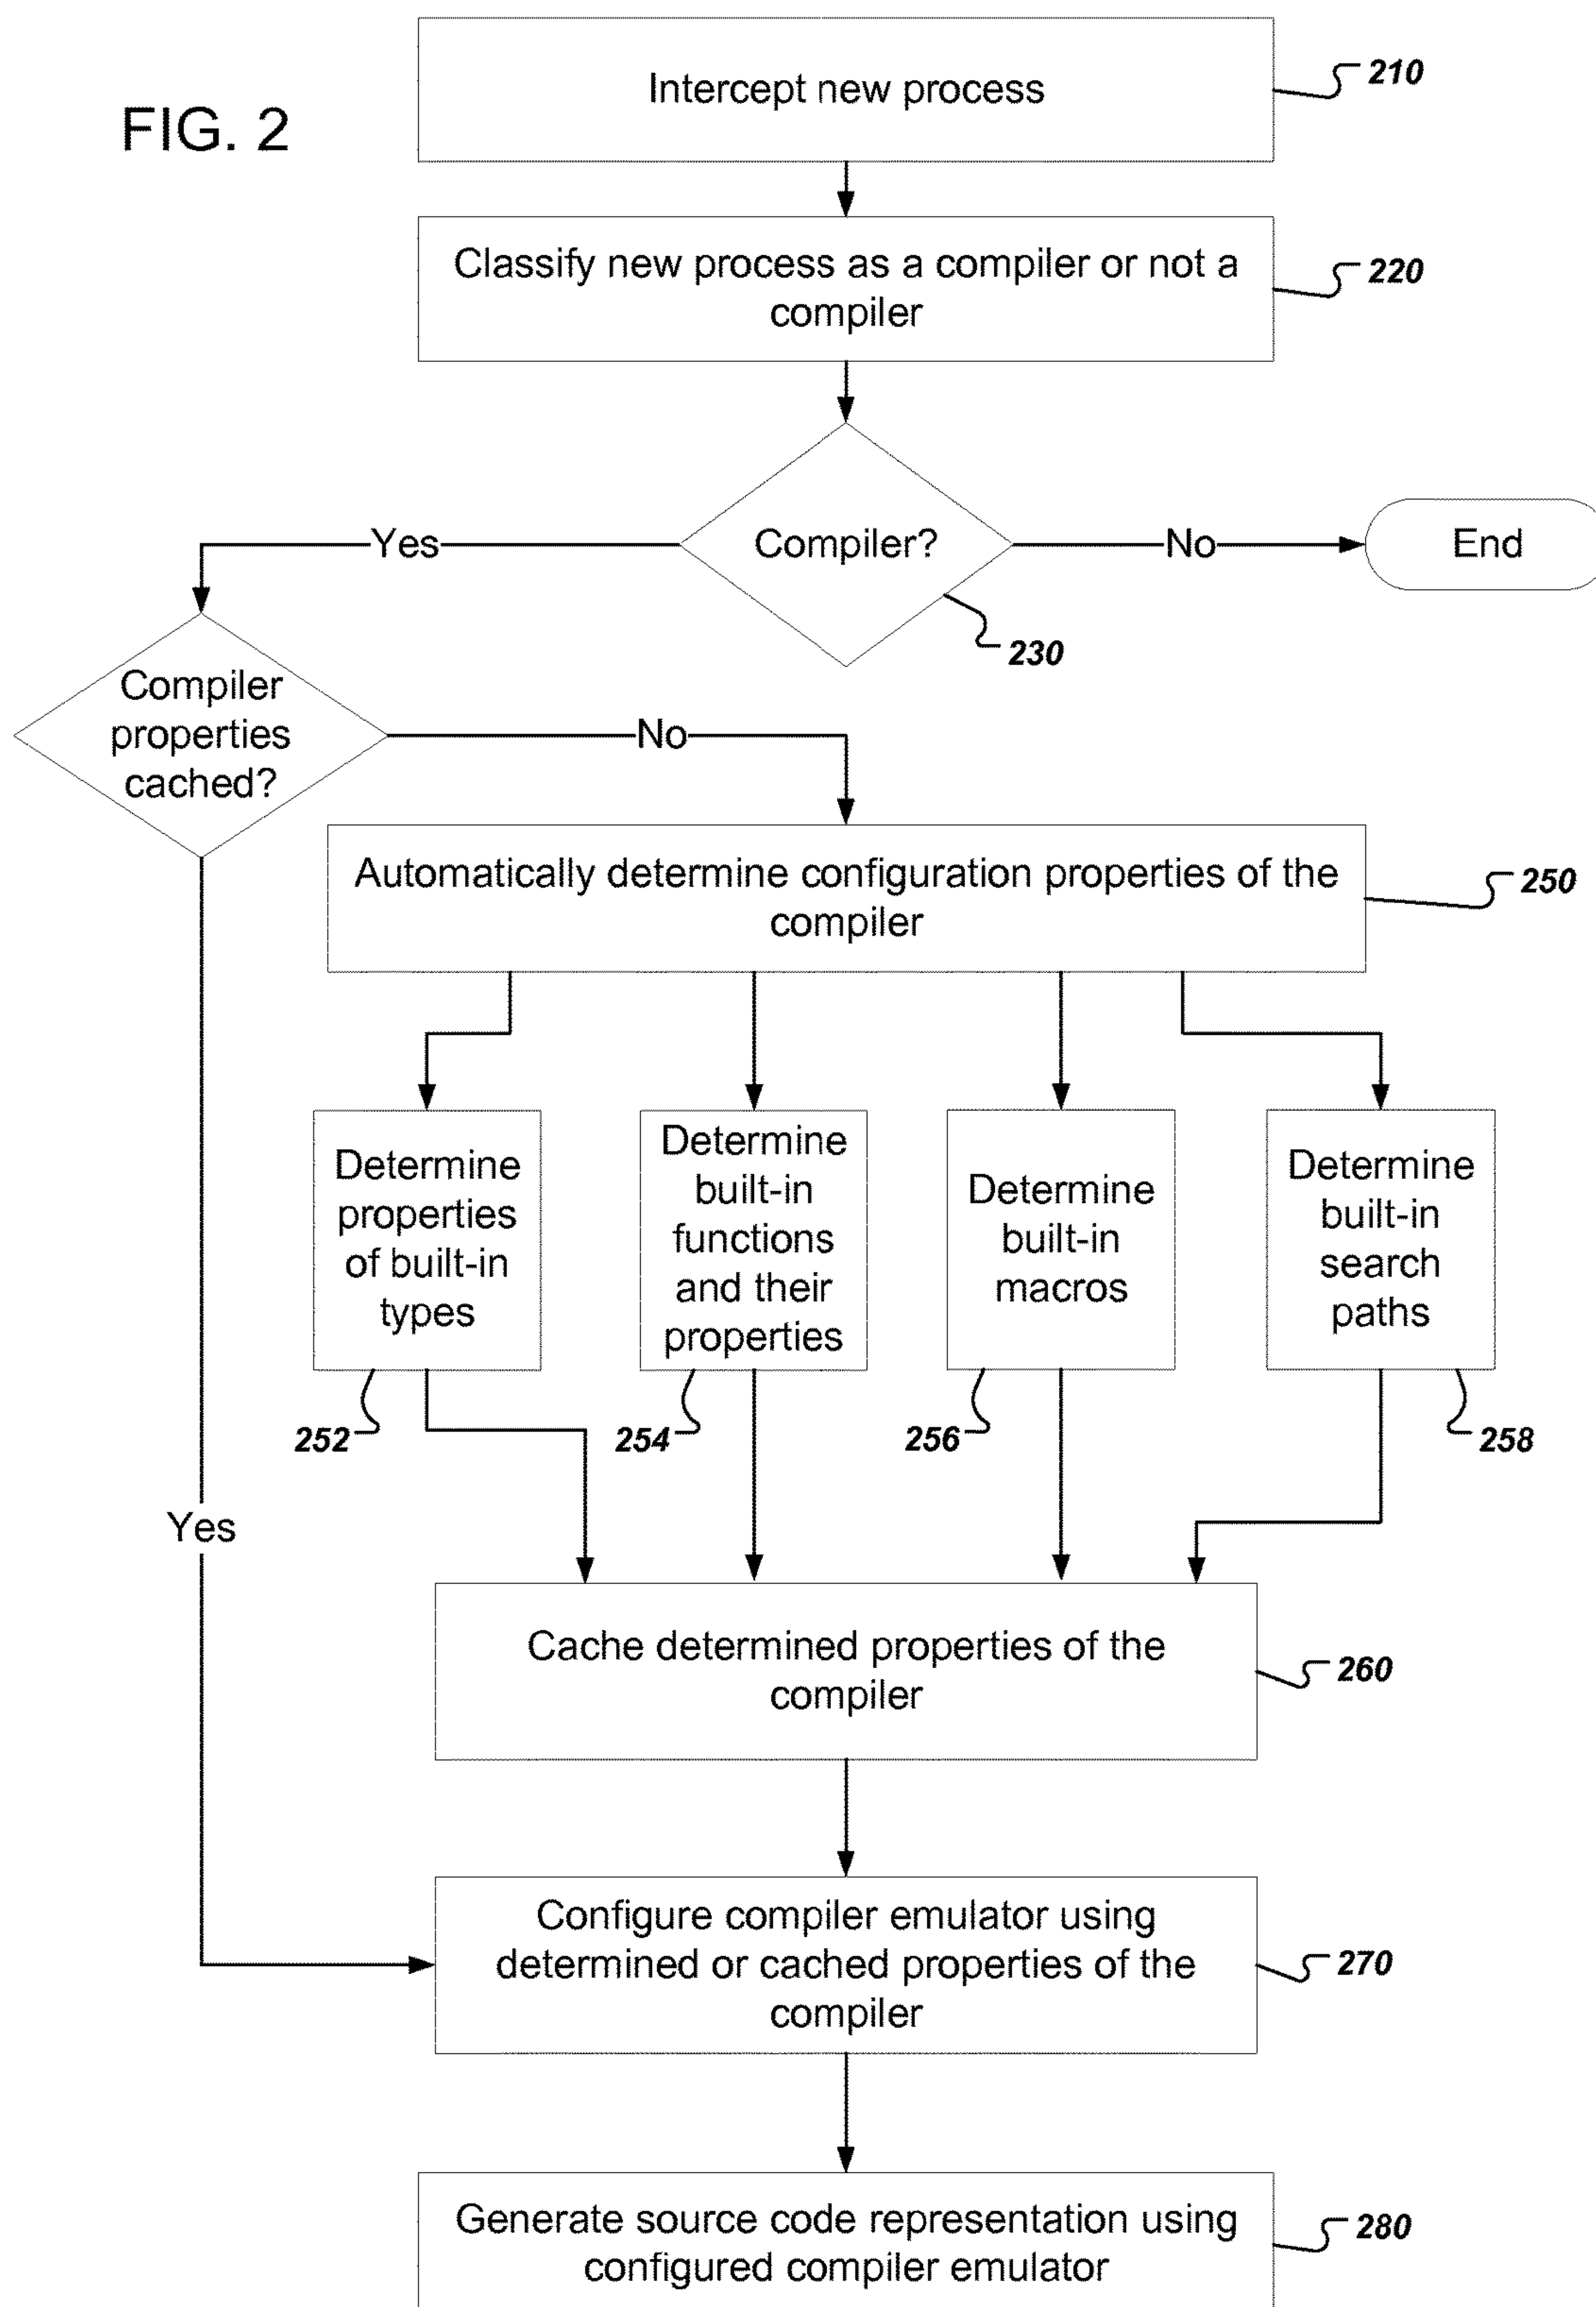 FIG. 2
Intercept new process
210
Classify new process as a compiler or not a
compiler
220
Compiler?
Yes
No
End
230
Compiler
properties
cached?
No
Automatically determine configuration properties of the
compiler
250
Determine
properties
of built-in
types
252
Determine
built-in
functions
and their
properties
254
Determine
built-in
macros
256
Determine
built-in
search
paths
258
Yes
Cache determined properties of the
compiler
260
Configure compiler emulator using
determined or cached properties of the
compiler
270
Generate source code representation using
configured compiler emulator
280